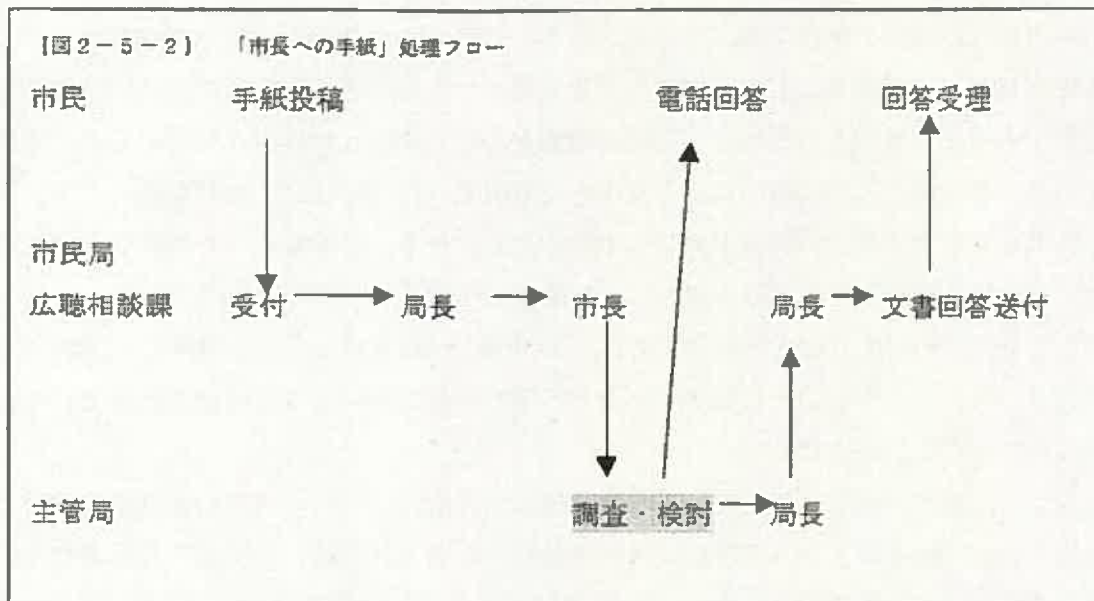 [図2-5-2] 「市長への手紙」処理フロー
市民 手紙投稿 電話回答 回答受理
市民局
広聴相談課 受付 局長 市長 局長 文書回答送付
主管局 調査・検討 局長